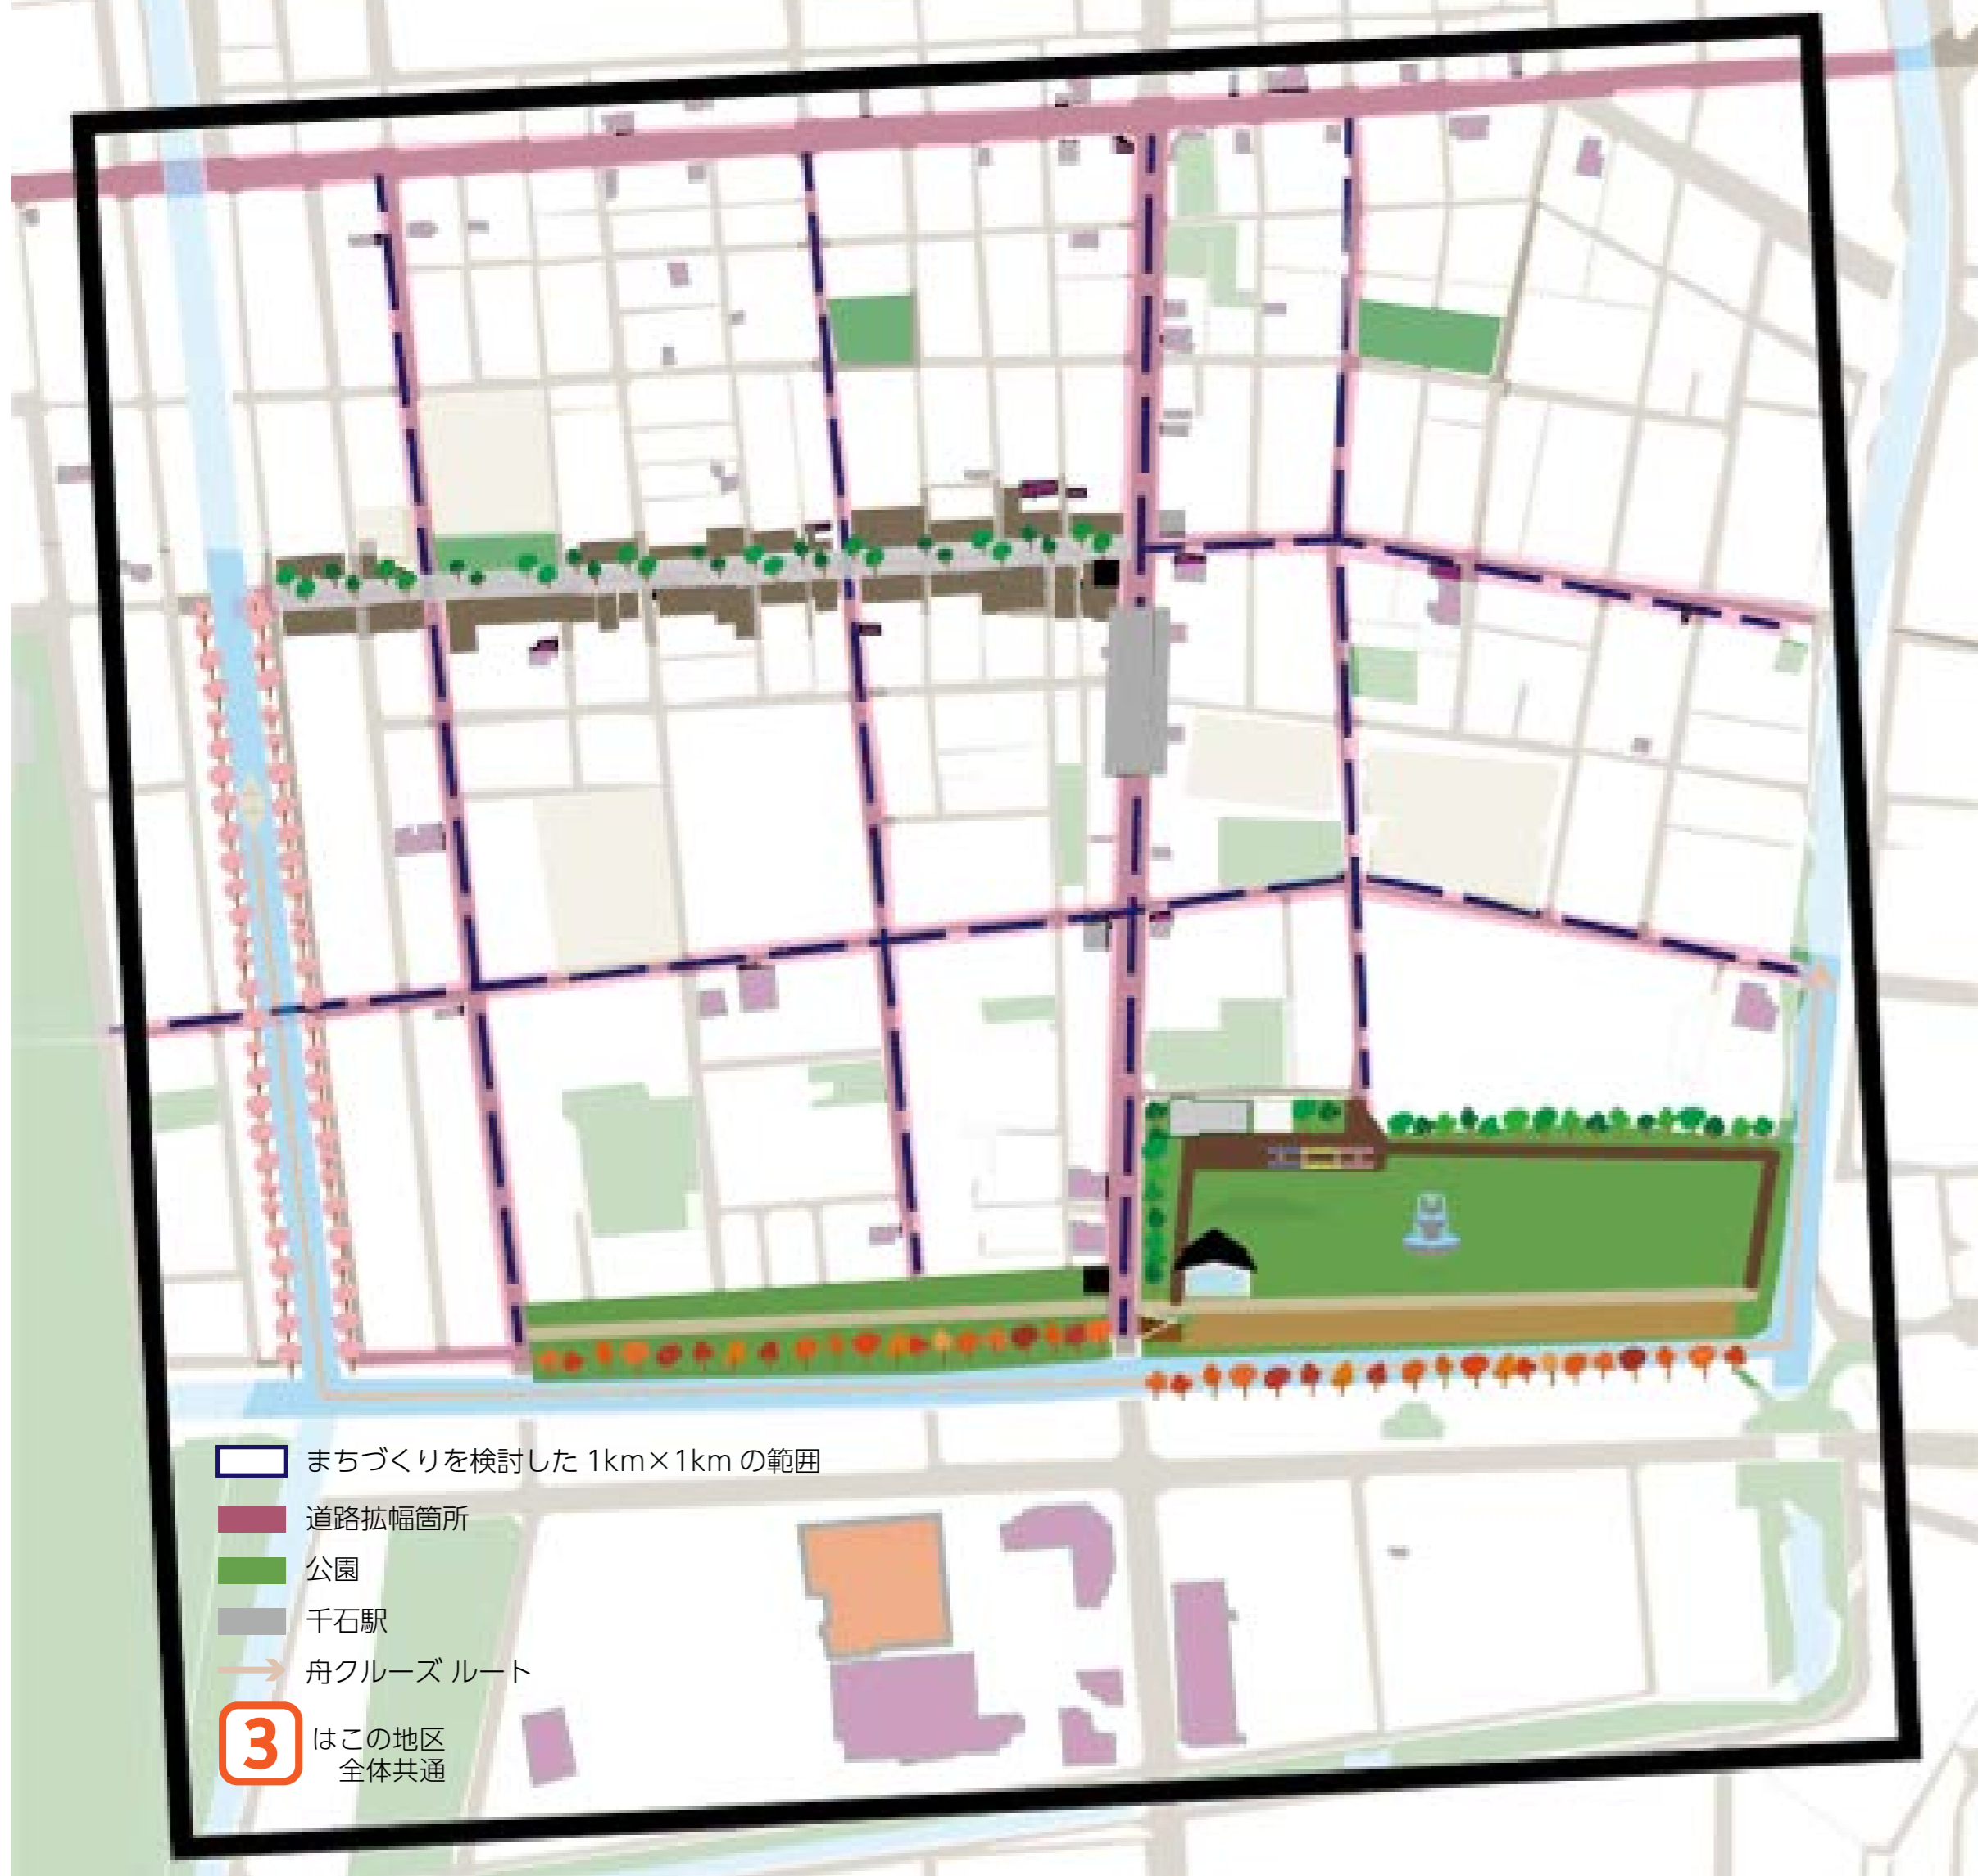 まちづくりを検討した 1km×1km の範囲
道路拡幅箇所
公園
千石駅
舟クルーズ ルート
3 はこの地区
全体共通